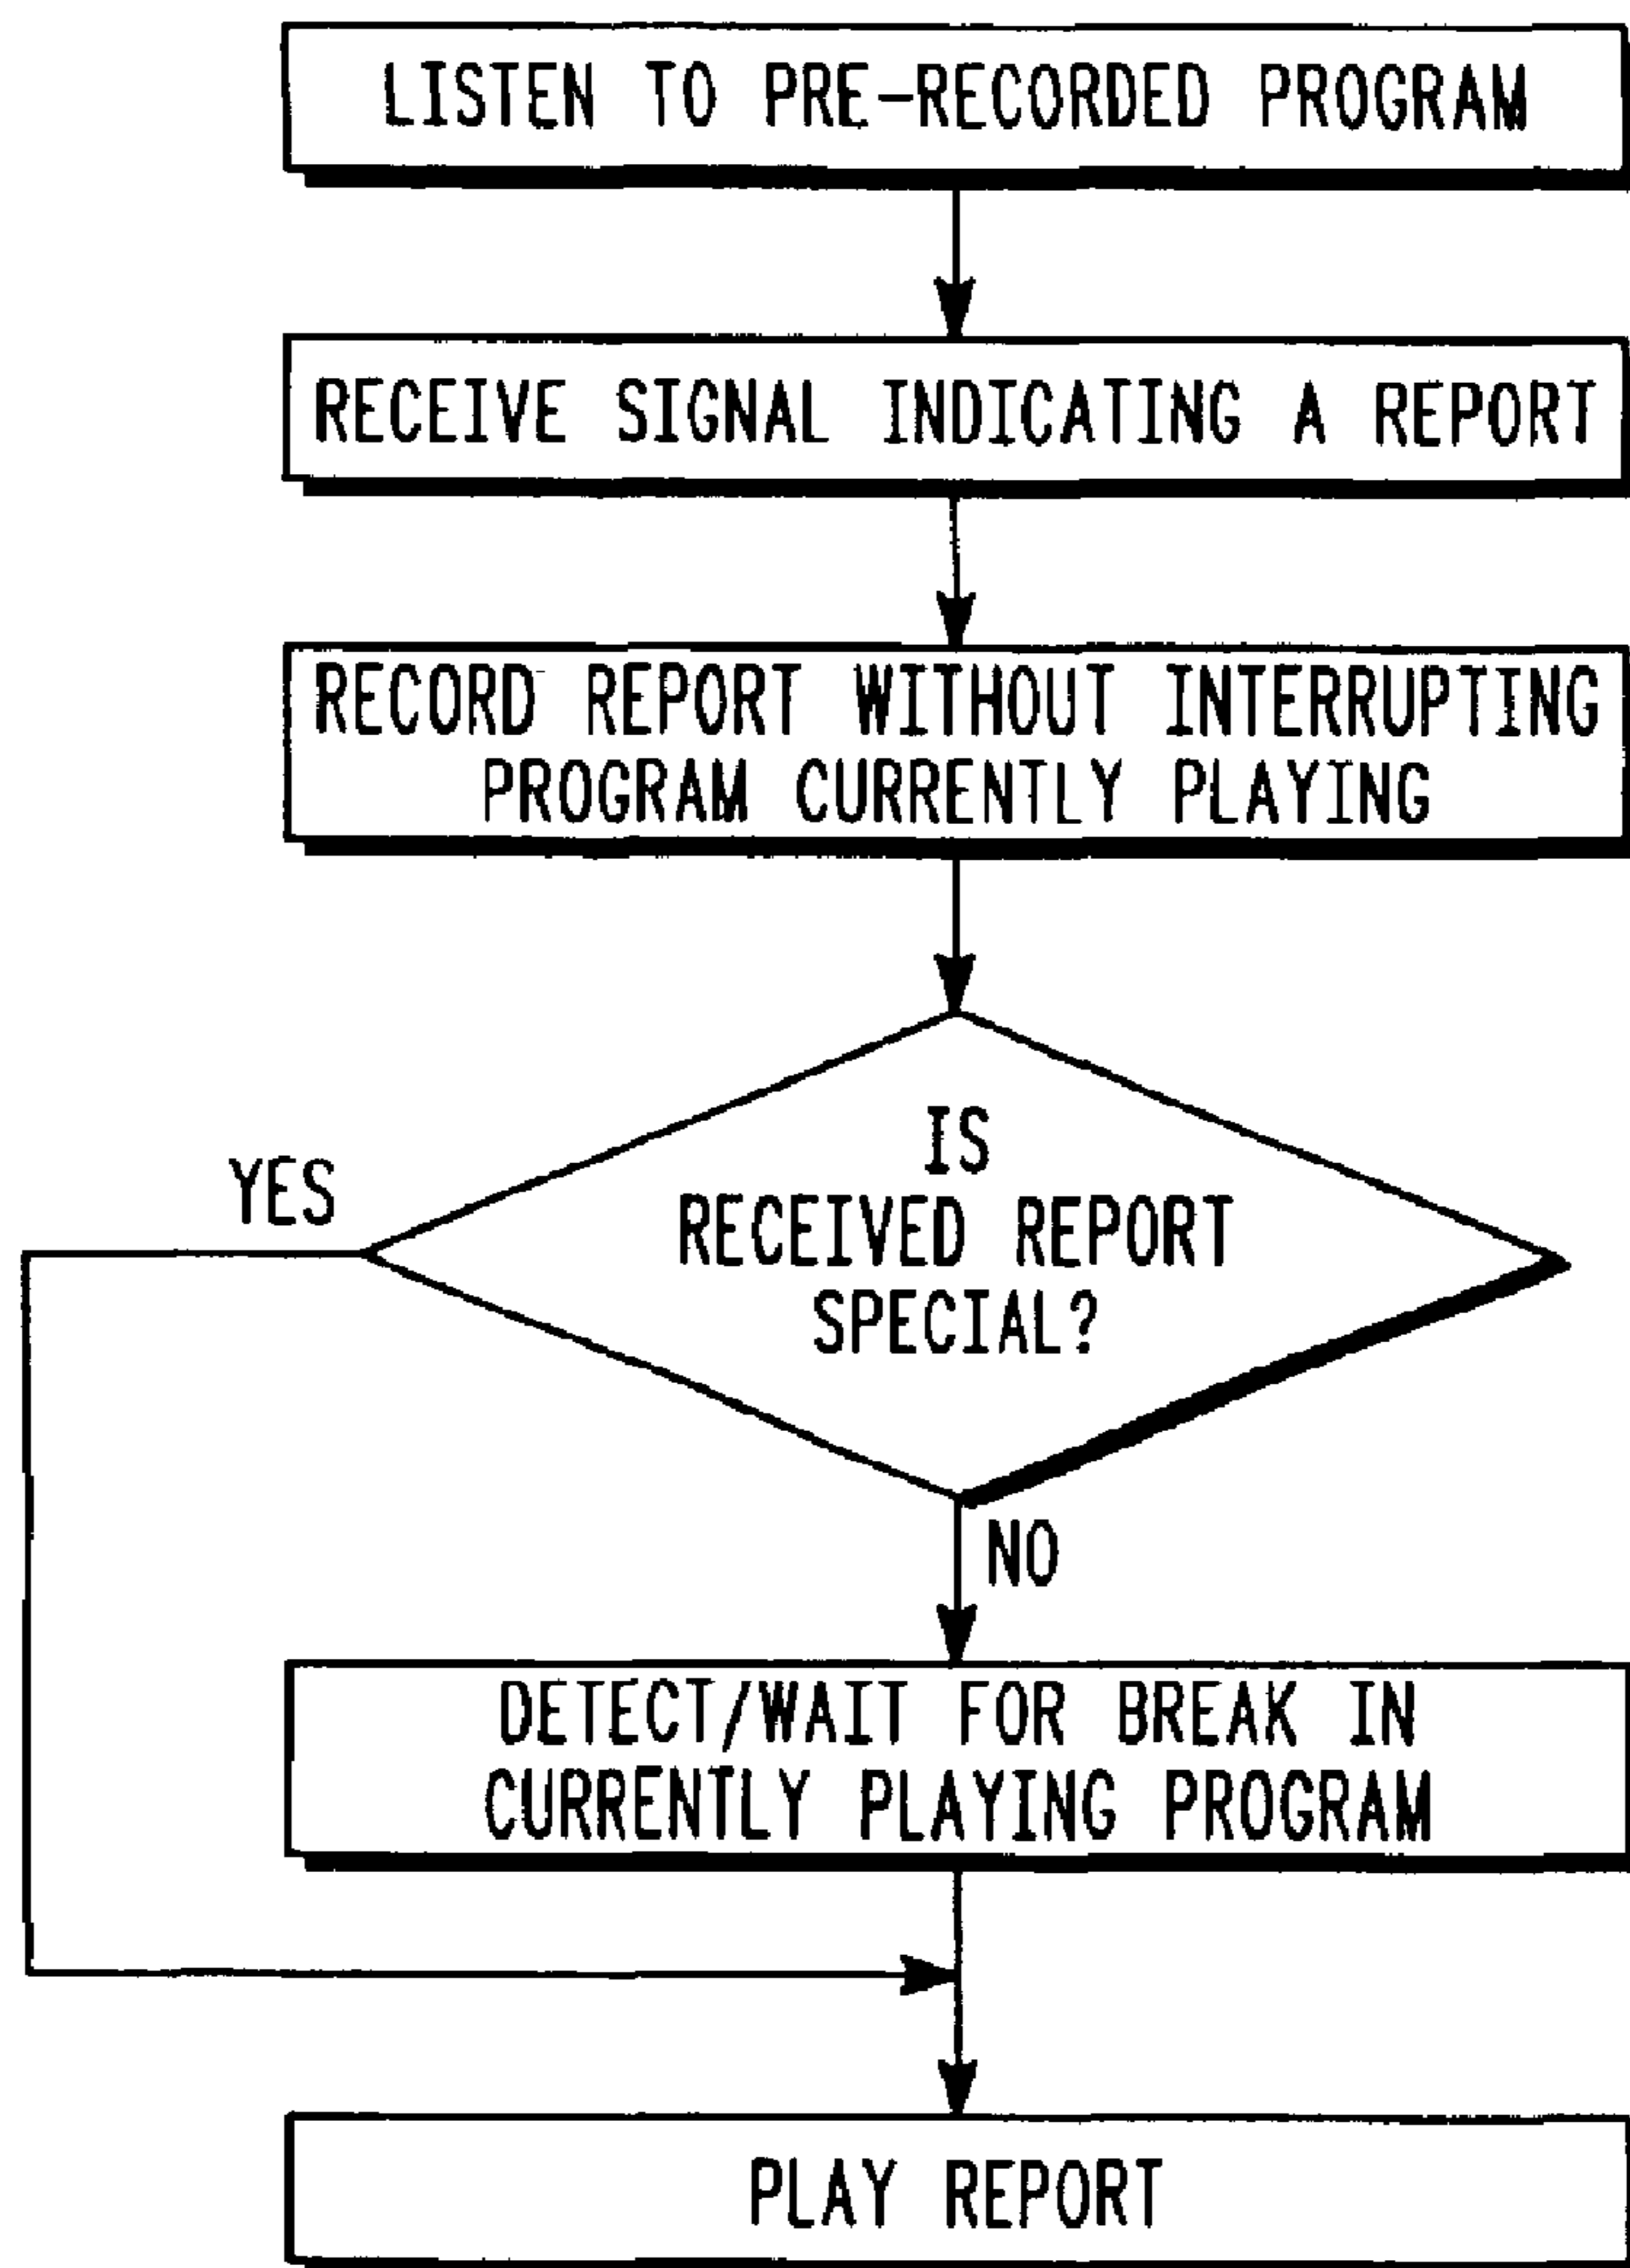 LISTEN TO PRE-RECORDED PROGRAM
RECEIVE SIGNAL INDICATING A REPORT
RECORD REPORT WITHOUT INTERRUPTING
PROGRAM CURRENTLY PLAYING
IS
RECEIVED REPORT
SPECIAL?
YES
NO
DETECT/WAIT FOR BREAK IN
CURRENTLY PLAYING PROGRAM
PLAY REPORT